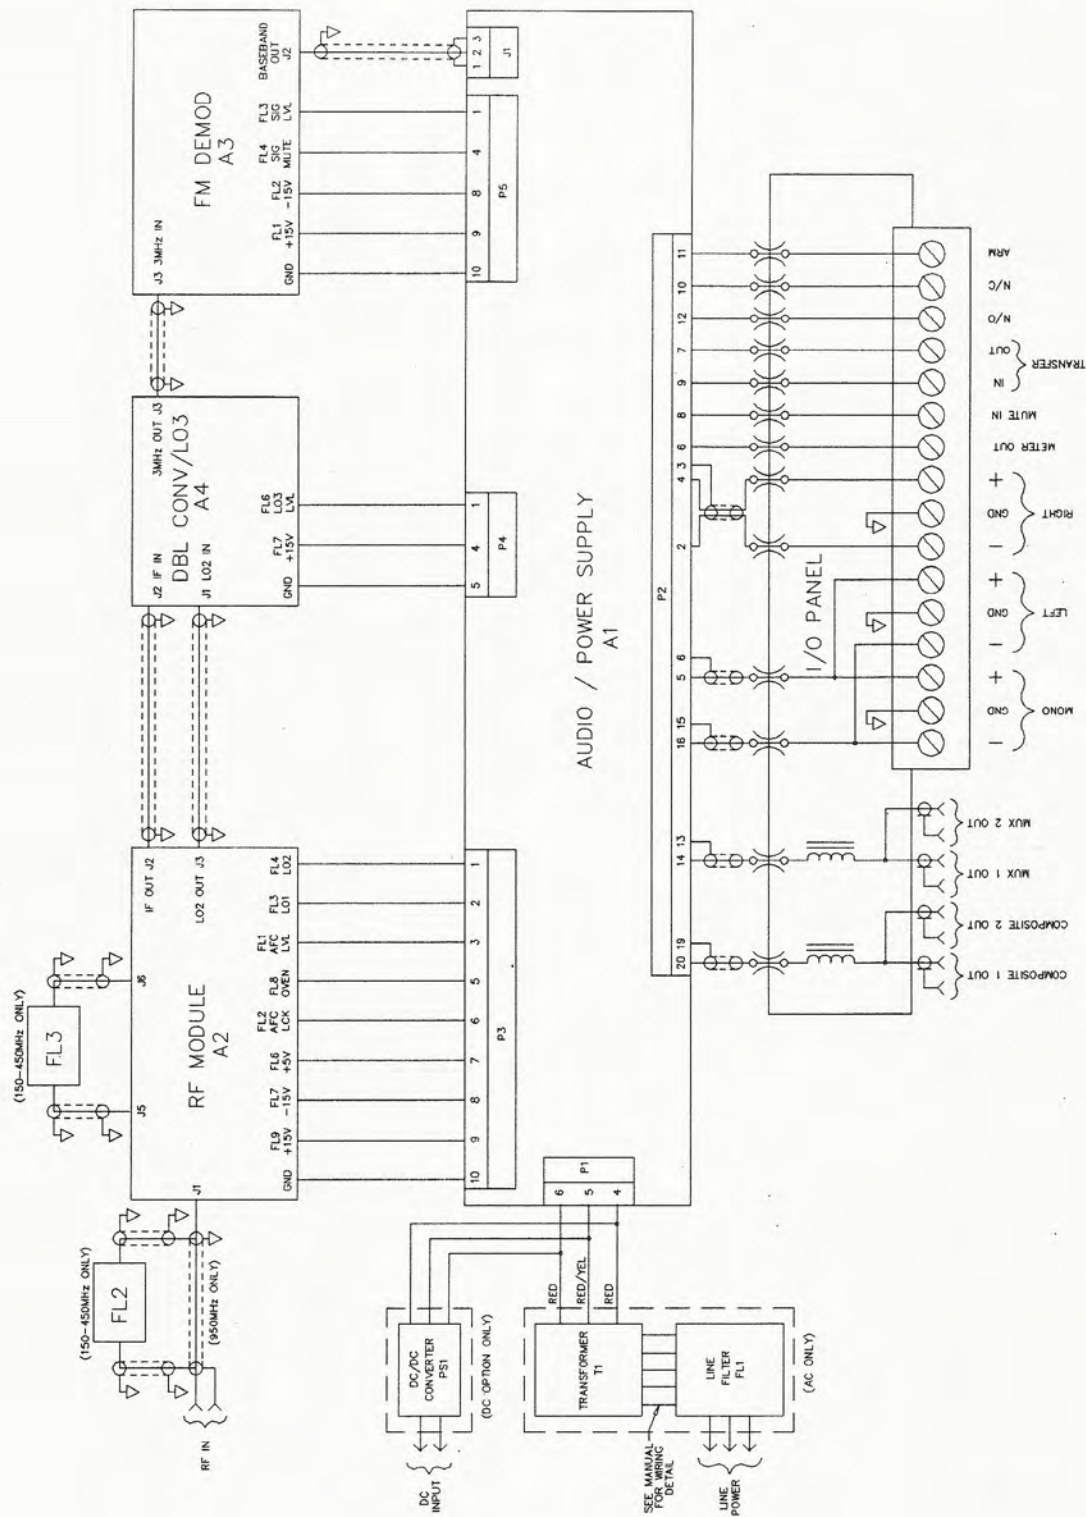 RF IN
(150-450MHz ONLY)
FL2
(950MHz ONLY)
J1
(150-450MHz ONLY)
FL3
J5
J6
RF MODULE
A2
IF OUT J2
LO2 OUT J3
GND
FL9
+15V
FL7
-15V
FL6
+5V
FL2
AFC
LCK
FL8
OVEN
FL1
AFC
LVL
FL3
LO1
FL4
LO2
10
9
8
7
6
5
3
2
1
P3
J2 IF IN
DBL CONV/LO3
A4
J1 LO2 IN
3MHz OUT J3
GND
FL7
+15V
FL6
LO3
LVL
5
4
1
P4
J3 3MHz IN
FM DEMOD
A3
GND
FL1
+15V
FL2
-15V
FL4
SIG
MUTE
FL3
SIG
LVL
BASEBAND
OUT
J2
10
9
8
4
1
P5
1
2
3
J1
AUDIO / POWER SUPPLY
A1
P1
6
5
4
DC
INPUT
DC/DC
CONVERTER
PS1
(DC OPTION ONLY)
RED
RED/YEL
RED
TRANSFORMER
T1
LINE
FILTER
FL1
(AC ONLY)
SEE MANUAL
FOR WIRING
DETAIL
LINE
POWER
P2
20
19
14
13
16
15
5
6
2
4
3
6
8
9
7
12
10
11
I/O PANEL
COMPOSITE 1 OUT
COMPOSITE 2 OUT
MUX 1 OUT
MUX 2 OUT
-
GND
+
MONO
-
GND
+
LEFT
-
GND
+
RIGHT
METER OUT
MUTE IN
IN
OUT
TRANSFER
N/O
N/C
ARM